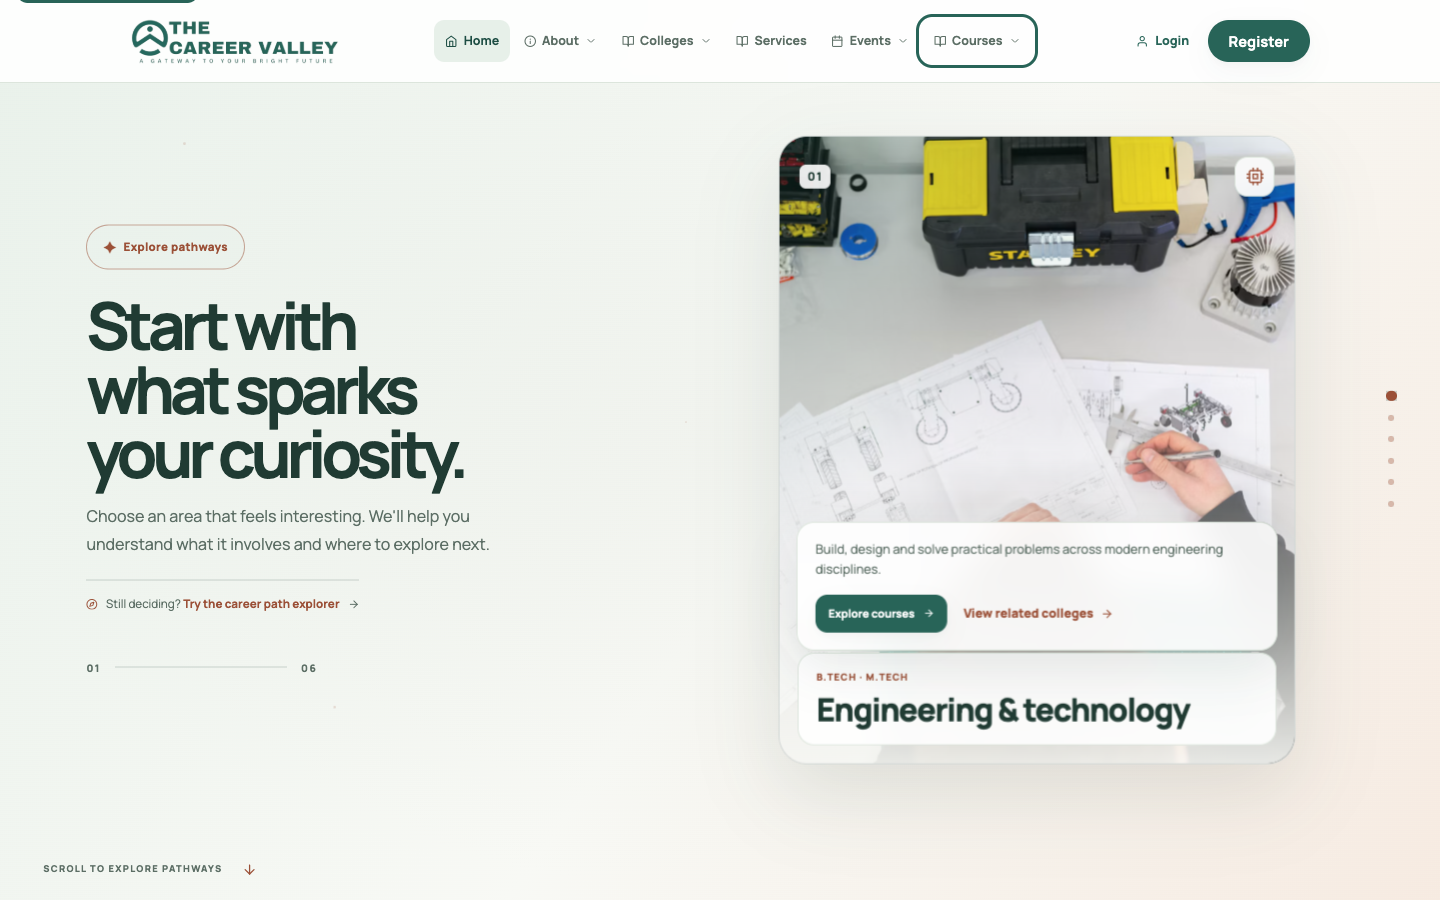 THE
CAREER VALLEY
A GATEWAY TO YOUR BRIGHT FUTURE
Home
About
Colleges
Services
Events
Courses
Login
Register
Explore pathways
Start with
what sparks
your curiosity.
Choose an area that feels interesting. We'll help you
understand what it involves and where to explore next.
Still deciding? Try the career path explorer
01
06
SCROLL TO EXPLORE PATHWAYS
01
Build, design and solve practical problems across modern engineering
disciplines.
Explore courses
View related colleges
B.TECH · M.TECH
Engineering & technology